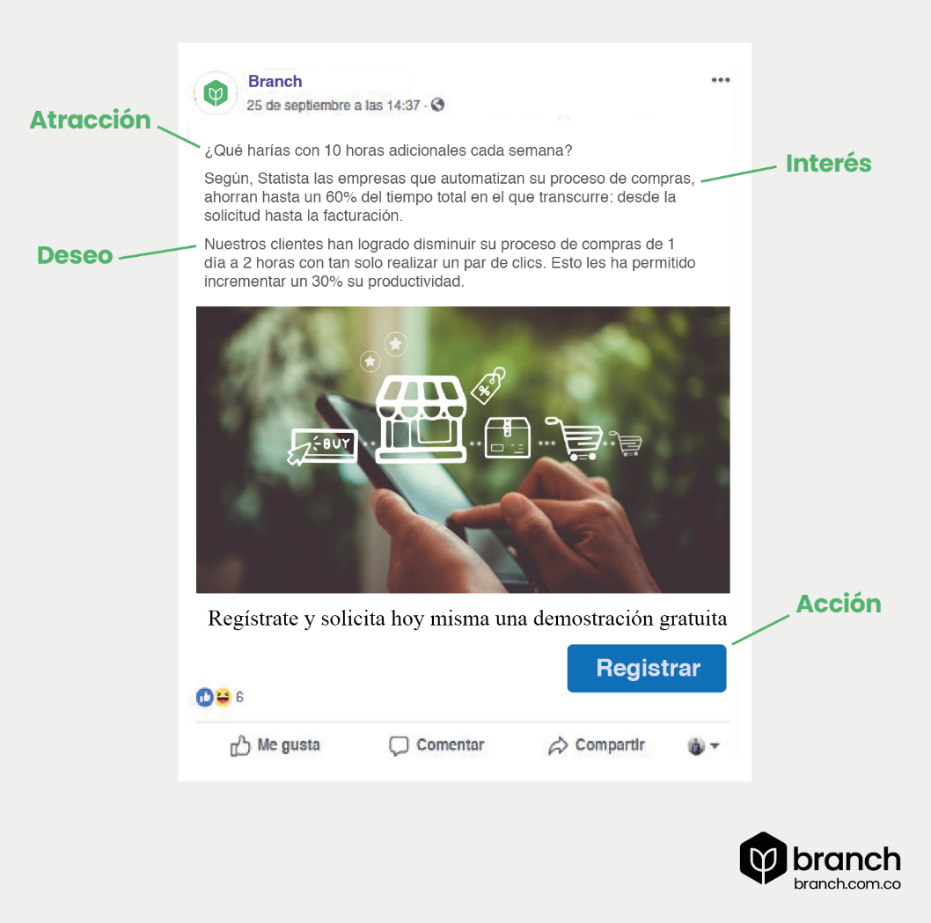 Branch
25 de septiembre a las 14:37
Atracción
¿Qué harías con 10 horas adicionales cada semana?
Interés
Según, Statista las empresas que automatizan su proceso de compras,
ahorran hasta un 60% del tiempo total en el que transcurre: desde la
solicitud hasta la facturación.
Deseo
Nuestros clientes han logrado disminuir su proceso de compras de 1
día a 2 horas con tan solo realizar un par de clics. Esto les ha permitido
incrementar un 30% su productividad.
%
BUY
Acción
Regístrate y solicita hoy misma una demostración gratuita
Registrar
6
Me gusta
Comentar
Compartir
branch
branch.com.co